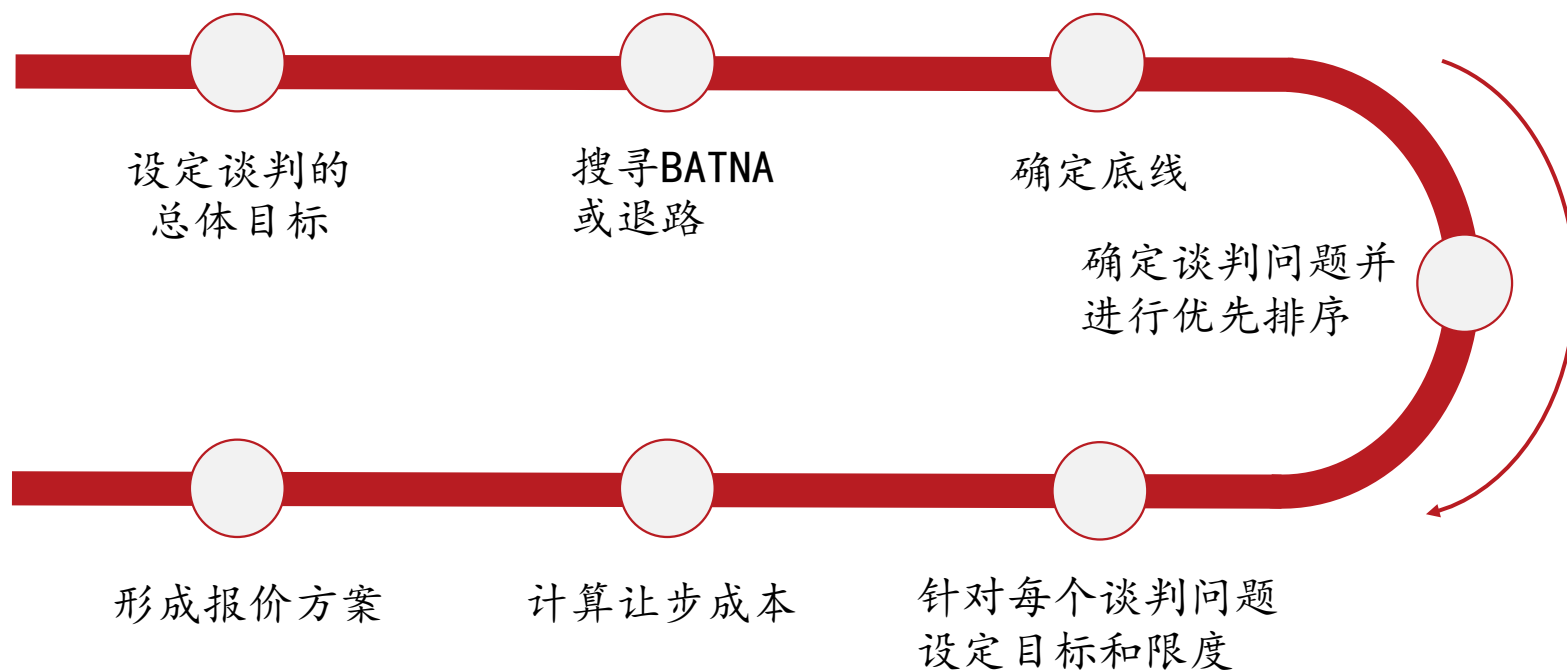 设定谈判的
总体目标
搜寻BATNA
或退路
确定底线
确定谈判问题并
进行优先排序
针对每个谈判问题
设定目标和限度
计算让步成本
形成报价方案